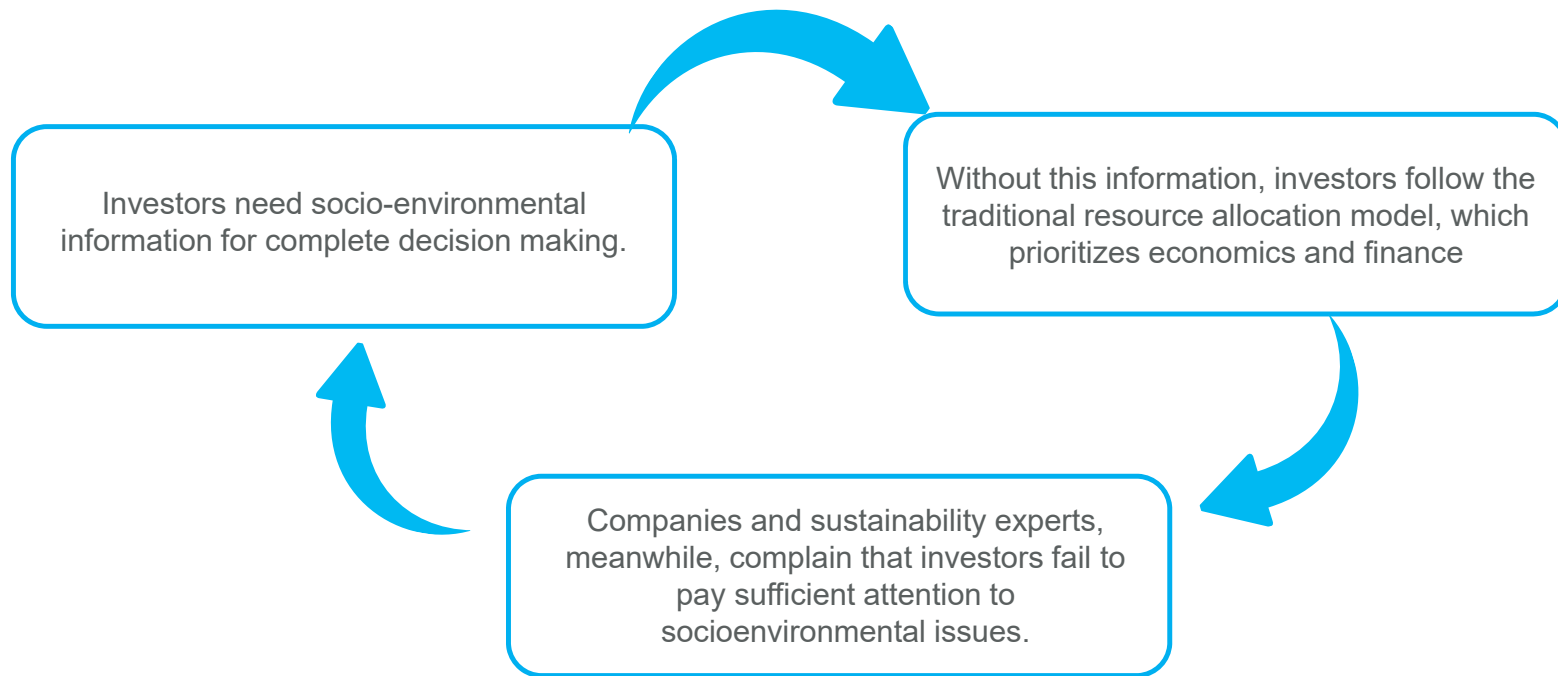 Investors need socio-environmental
information for complete decision making.
Without this information, investors follow the
traditional resource allocation model, which
prioritizes economics and finance
Companies and sustainability experts,
meanwhile, complain that investors fail to
pay sufficient attention to
socioenvironmental issues.